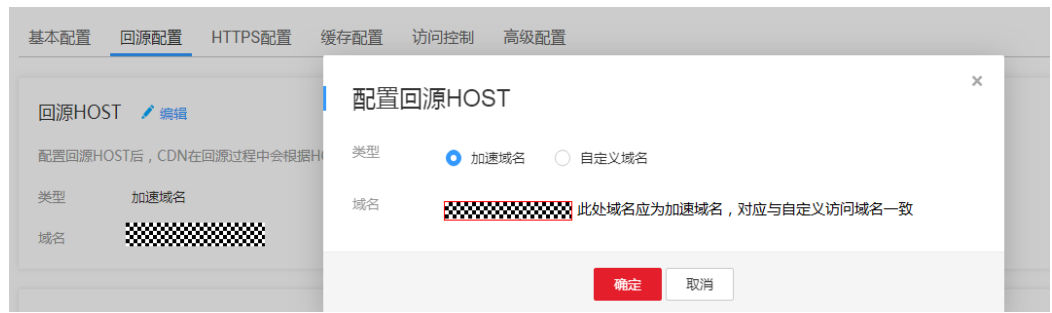 基本配置 回源配置 HTTPS配置 缓存配置 访问控制 高级配置
回源HOST 编辑
配置回源HOST后，CDN在回源过程中会根据H
类型 加速域名
域名
配置回源HOST
类型 加速域名 自定义域名
域名 此处域名应为加速域名，对应与自定义访问域名一致
确定 取消